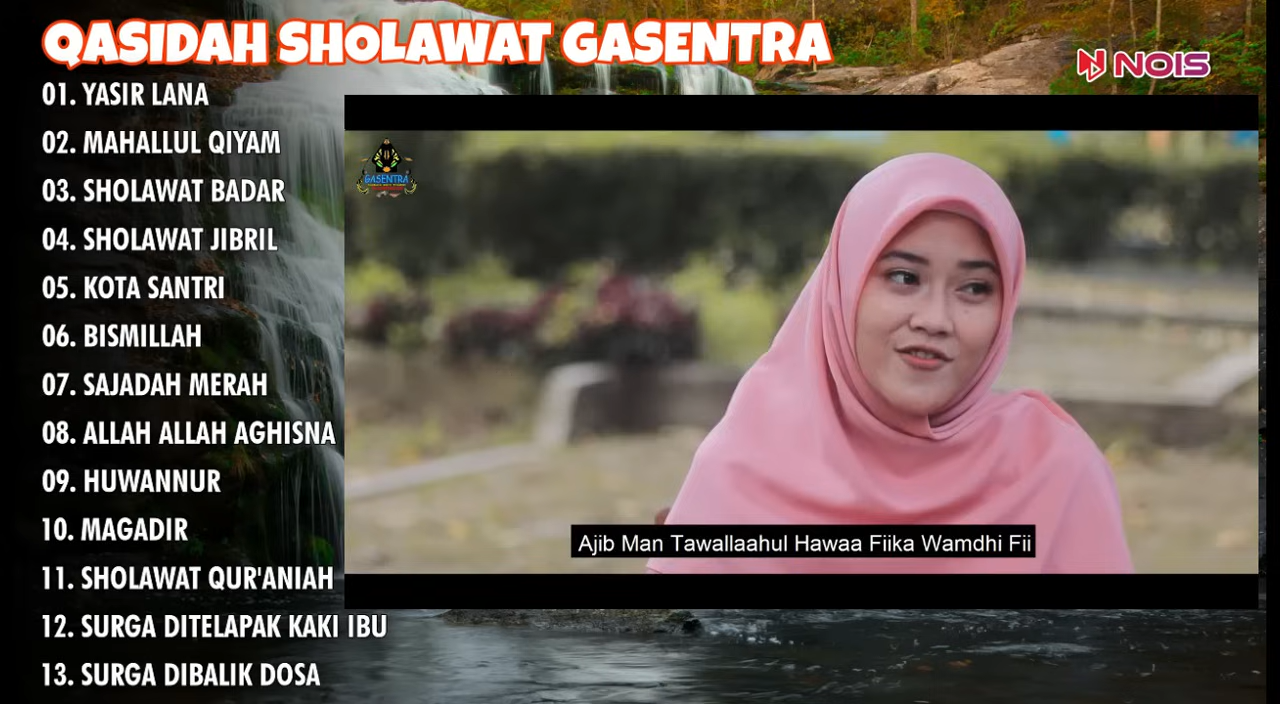 QASIDAH SHOLAWAT GASENTRA
NOIS
01. YASIR LANA
02. MAHALLUL QIYAM
03. SHOLAWAT BADAR
04. SHOLAWAT JIBRIL
05. KOTA SANTRI
06. BISMILLAH
07. SAJADAH MERAH
08. ALLAH ALLAH AGHISNA
09. HUWANNUR
10. MAGADIR
11. SHOLAWAT QUR'ANIAH
12. SURGA DITELAPAK KAKI IBU
13. SURGA DIBALIK DOSA
GASENTRA
Ajib Man Tawallaahul Hawaa Fiika Wamdhi Fii